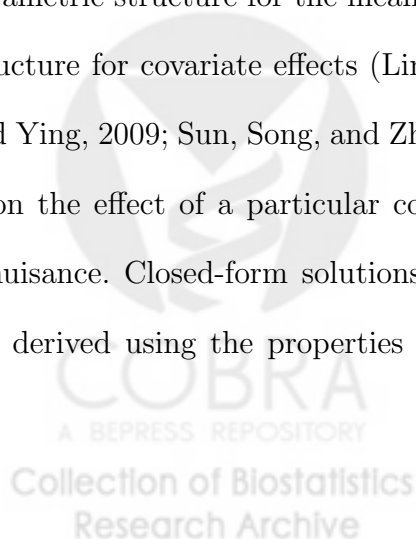 ametric structure for the mean
ucture for covariate effects (Lin
d Ying, 2009; Sun, Song, and Zh
on the effect of a particular co
nuisance. Closed-form solutions
derived using the properties
COBRA
A BEPRESS REPOSITORY
Collection of Biostatistics
Research Archive